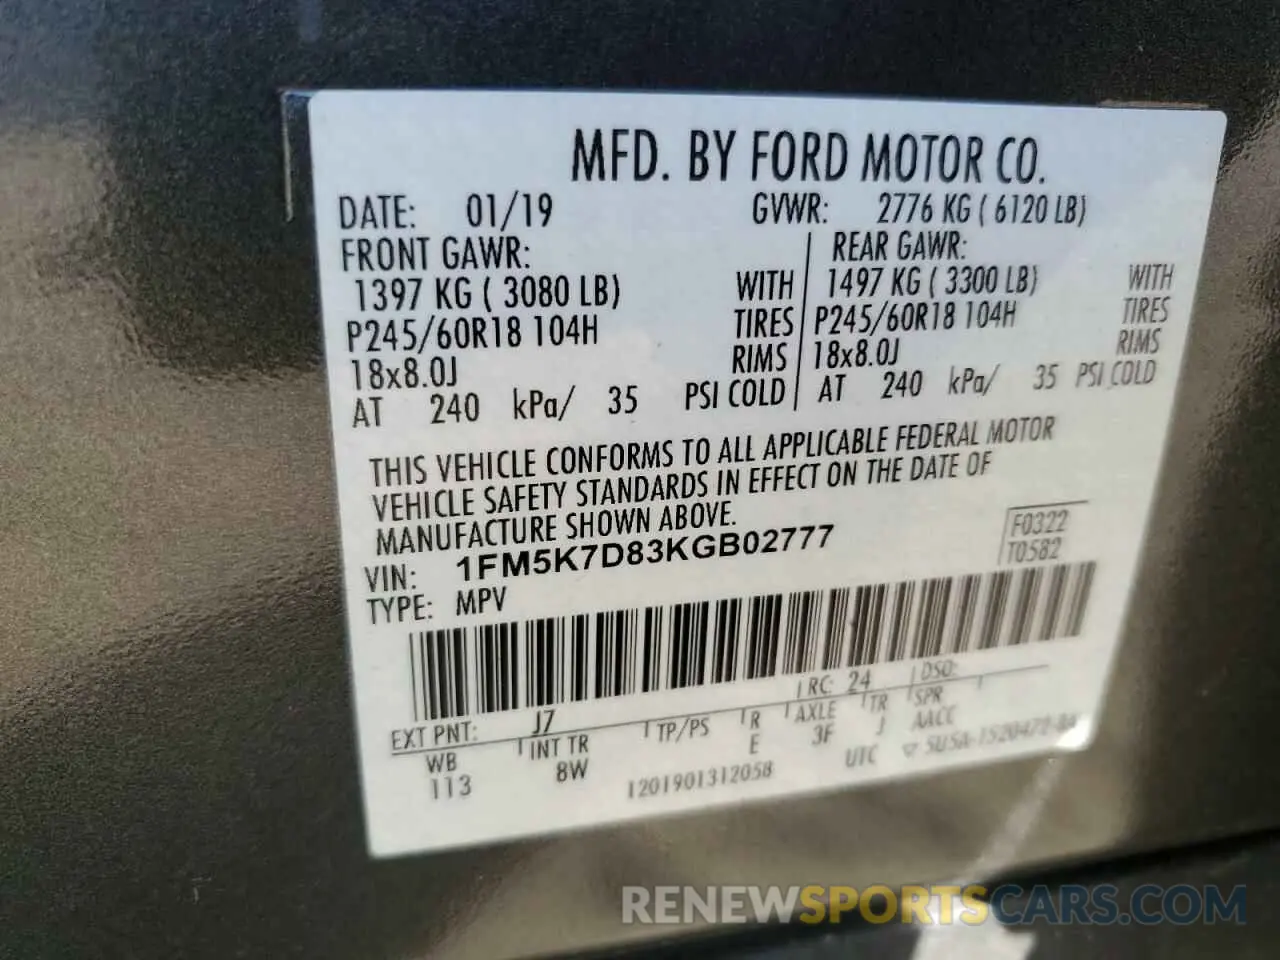 MFD. BY FORD MOTOR CO.
DATE: 01/19 GVWR: 2776 KG ( 6120 LB)
FRONT GAWR: REAR GAWR:
1397 KG ( 3080 LB) WITH 1497 KG ( 3300 LB) WITH
P245/60R18 104H TIRES P245/60R18 104H TIRES
18x8.0J RIMS 18x8.0J RIMS
AT 240 kPa/ 35 PSI COLD AT 240 kPa/ 35 PSI COLD
THIS VEHICLE CONFORMS TO ALL APPLICABLE FEDERAL MOTOR
VEHICLE SAFETY STANDARDS IN EFFECT ON THE DATE OF
MANUFACTURE SHOWN ABOVE.
F0322
VIN: 1FM5K7D83KGB02777
T0582
TYPE: MPV
EXT PNT: J7 RC: 24 DSO:
WB INT TR TP/PS R AXLE TR SPR
113 8W E 3F J AACC
1201901312058 UTC
RENEWSPORTSCARS.COM